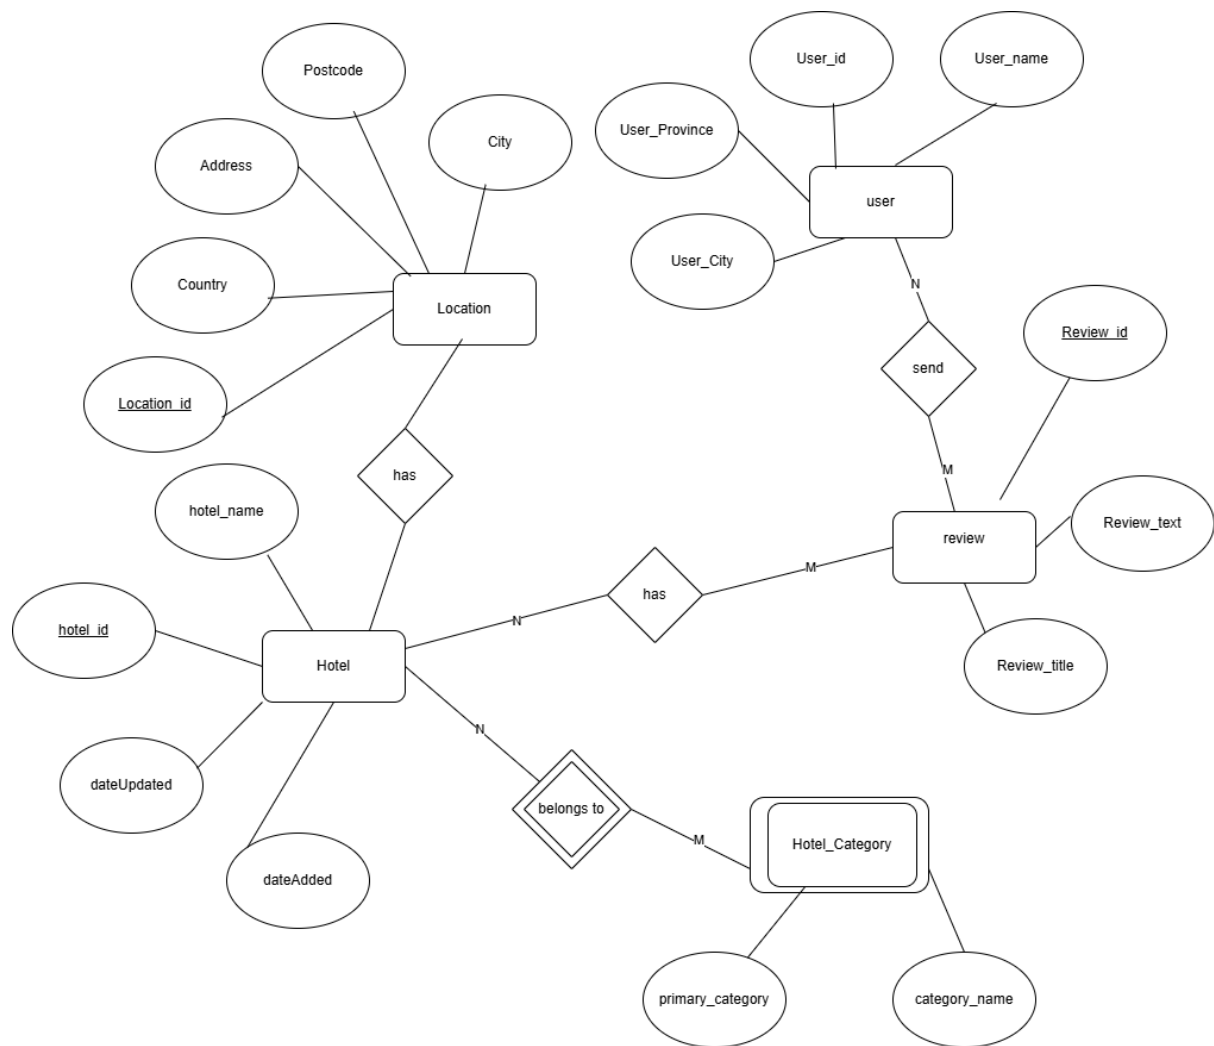 Postcode
User_id
User_name
City
User_Province
Address
user
User_City
Country
N
Location
Review_id
send
Location_id
M
has
hotel_name
Review_text
review
M
has
N
hotel_id
Hotel
Review_title
N
dateUpdated
belongs to
M
Hotel_Category
dateAdded
primary_category
category_name